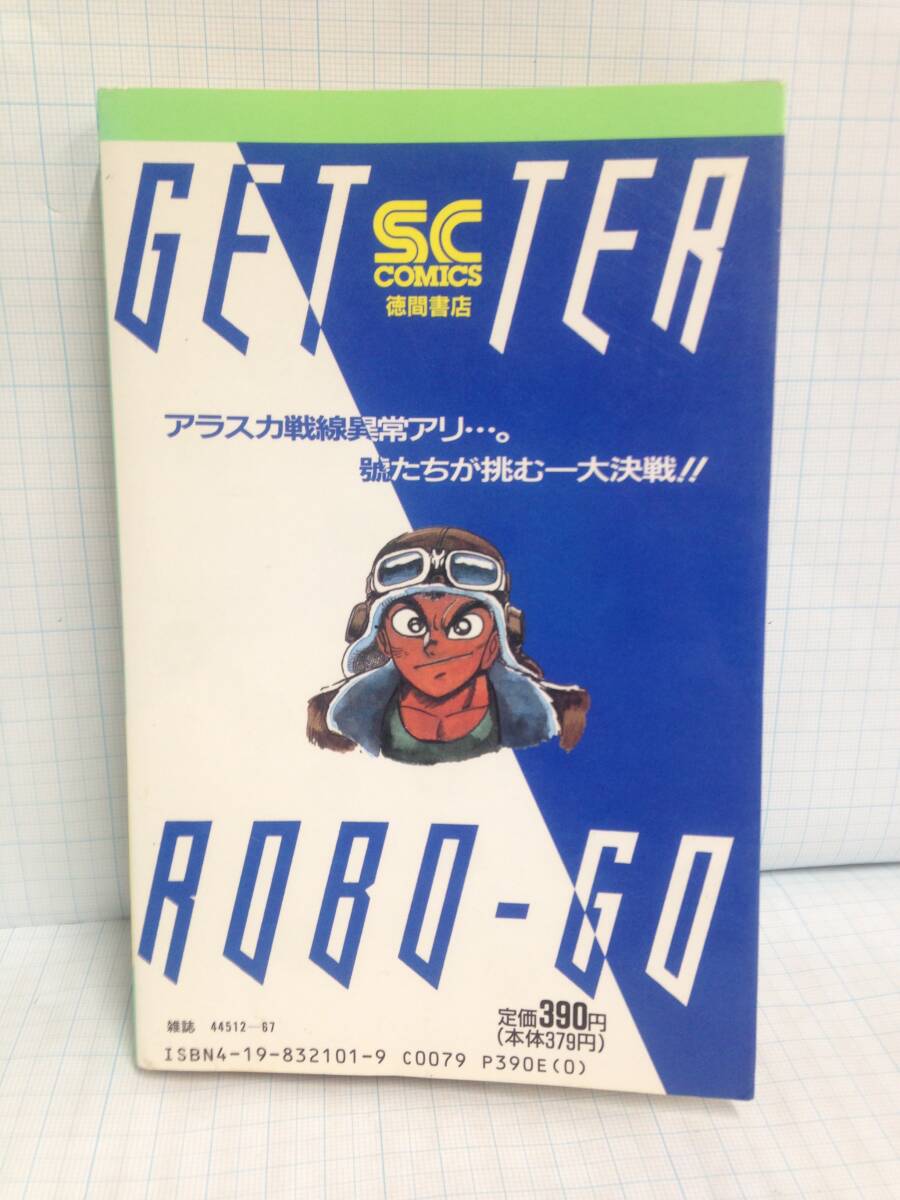 GET TER
SC
COMICS
徳間書店
アラスカ戦線異常アリ…。
號たちが挑む一大決戦!!
ROBO-GO
定価390円
(本体379円)
雑誌 44512-67
ISBN4-19-832101-9 C0079 P390E(0)